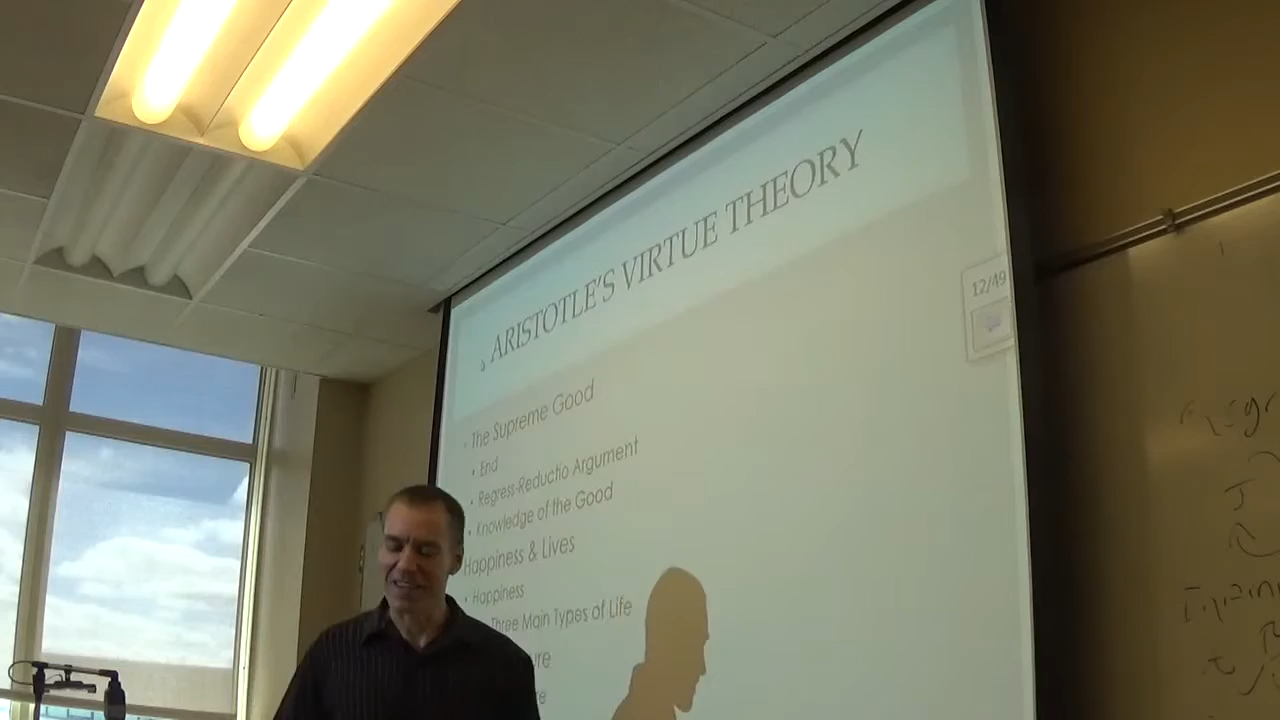 ARISTOTLE'S VIRTUE THEORY
12/49
The Supreme Good
End
Regress-Reductio Argument
Knowledge of the Good
Happiness & Lives
Happiness
Three Main Types of Life